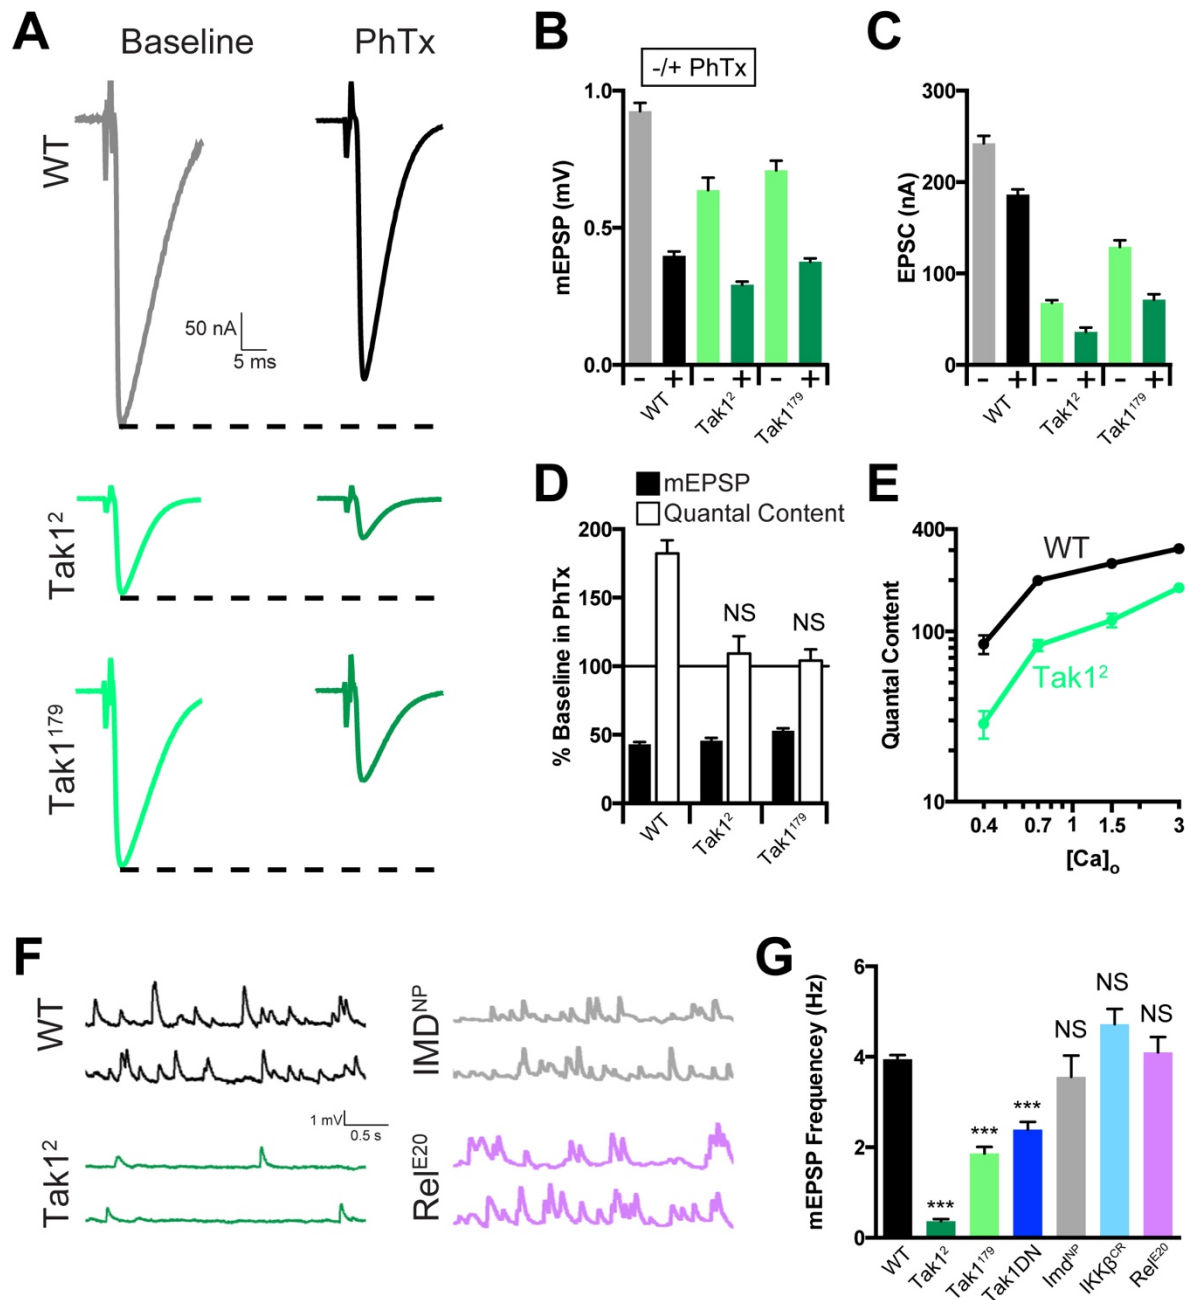 A
Baseline
PhTx
WT
50 nA
5 ms
Tak1²
Tak1¹⁷⁹
B
-/+ PhTx
mEPSP (mV)
1.0
0.5
0.0
- + - + - +
WT Tak1² Tak1¹⁷⁹
C
EPSC (nA)
300
200
100
0
- + - + - +
WT Tak1² Tak1¹⁷⁹
D
mEPSP
Quantal Content
% Baseline in PhTx
200
150
100
50
0
NS NS
WT Tak1² Tak1¹⁷⁹
E
Quantal Content
400
100
10
WT
Tak1²
0.4 0.7 1 1.5 3
[Ca]ₒ
F
WT
IMDᴺᴾ
1 mV
0.5 s
Tak1²
Relᴱ²⁰
G
mEPSP Frequencey (Hz)
6
4
2
0
*** *** *** NS NS NS
WT Tak1² Tak1¹⁷⁹ Tak1DN Imdᴺᴾ IKKβᶜᴿ Relᴱ²⁰